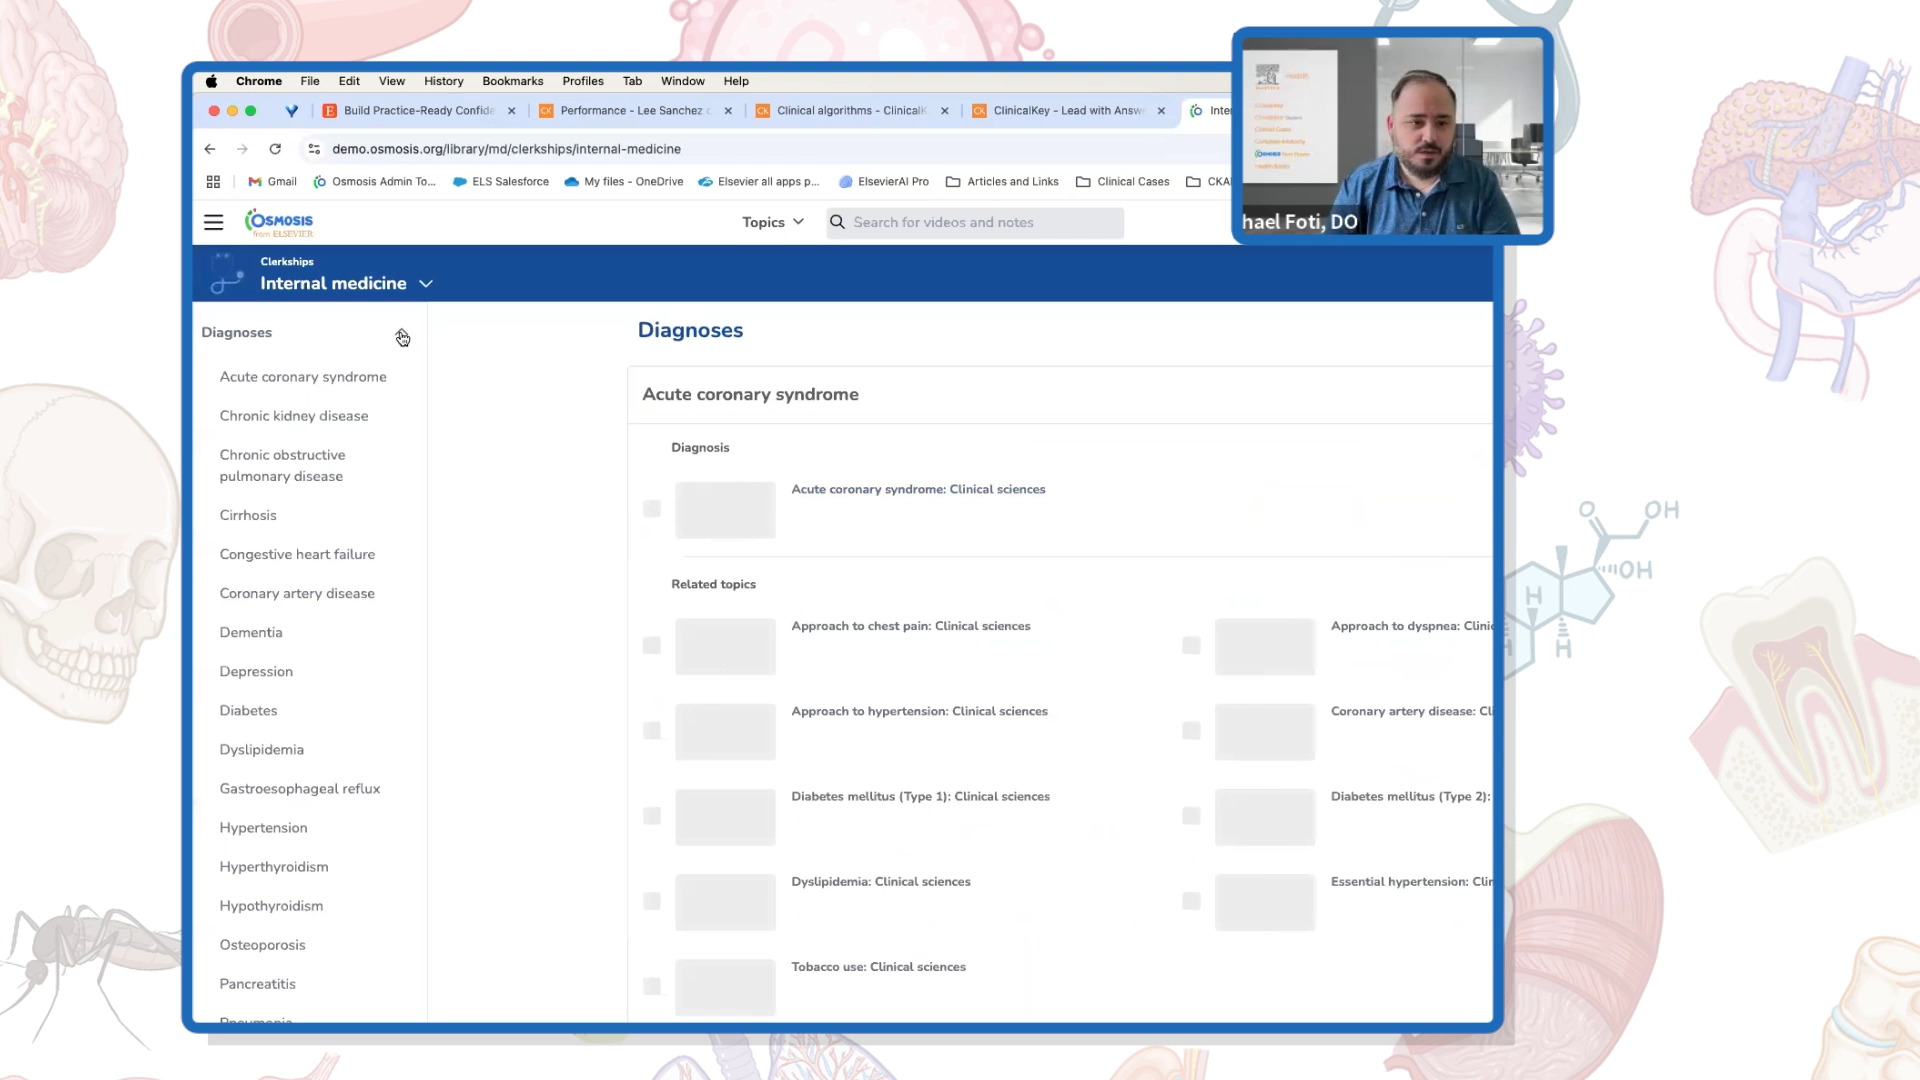 Chrome File Edit View History Bookmarks Profiles Tab Window Help
Build Practice-Ready Confide
Performance - Lee Sanchez c
Clinical algorithms - ClinicalK
ClinicalKey - Lead with Answ
Inte
demo.osmosis.org/library/md/clerkships/internal-medicine
Gmail
Osmosis Admin To...
ELS Salesforce
My files - OneDrive
Elsevier all apps p...
ElsevierAI Pro
Articles and Links
Clinical Cases
CKA
OSMOSIS
from ELSEVIER
Topics
Search for videos and notes
hael Foti, DO
Clerkships
Internal medicine
Diagnoses
Acute coronary syndrome
Chronic kidney disease
Chronic obstructive
pulmonary disease
Cirrhosis
Congestive heart failure
Coronary artery disease
Dementia
Depression
Diabetes
Dyslipidemia
Gastroesophageal reflux
Hypertension
Hyperthyroidism
Hypothyroidism
Osteoporosis
Pancreatitis
Pneumonia
Diagnoses
Acute coronary syndrome
Diagnosis
Acute coronary syndrome: Clinical sciences
Related topics
Approach to chest pain: Clinical sciences
Approach to dyspnea: Clini
Approach to hypertension: Clinical sciences
Coronary artery disease: Cli
Diabetes mellitus (Type 1): Clinical sciences
Diabetes mellitus (Type 2):
Dyslipidemia: Clinical sciences
Essential hypertension: Clin
Tobacco use: Clinical sciences
O
OH
OH
H
H
H
H